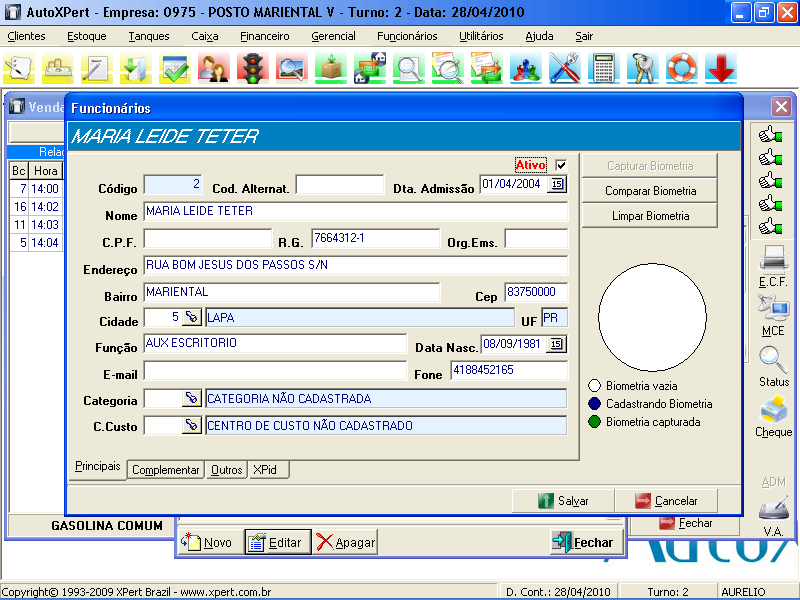 AutoXPert - Empresa: 0975 - POSTO MARIENTAL V - Turno: 2 - Data: 28/04/2010
Clientes Estoque Tanques Caixa Financeiro Gerencial Funcionários Utilitários Ajuda Sair
Venda
Funcionários
MARIA LEIDE TETER
Bc Hora
7 14:00
16 14:02
11 14:03
5 14:04
Ativo
Código 2 Cod. Alternat. Dta. Admissão 01/04/2004 15
Nome MARIA LEIDE TETER
C.P.F. R.G. 7664312-1 Org.Ems.
Endereço RUA BOM JESUS DOS PASSOS S/N
Bairro MARIENTAL Cep 83750000
Cidade 5 LAPA UF PR
Função AUX ESCRITORIO Data Nasc. 08/09/1981 15
E-mail Fone 4188452165
Categoria CATEGORIA NÃO CADASTRADA
C.Custo CENTRO DE CUSTO NÃO CADASTRADO
Principais Complementar Outros XPid
Capturar Biometria
Comparar Biometria
Limpar Biometria
Biometria vazia
Cadastrando Biometria
Biometria capturada
Salvar Cancelar
E.C.F.
MCE
Status
Cheque
ADM
V.A.
GASOLINA COMUM
Fechar
Novo Editar Apagar Fechar
Copyright© 1993-2009 XPert Brazil - www.xpert.com.br D. Cont.: 28/04/2010 Turno: 2 AURELIO